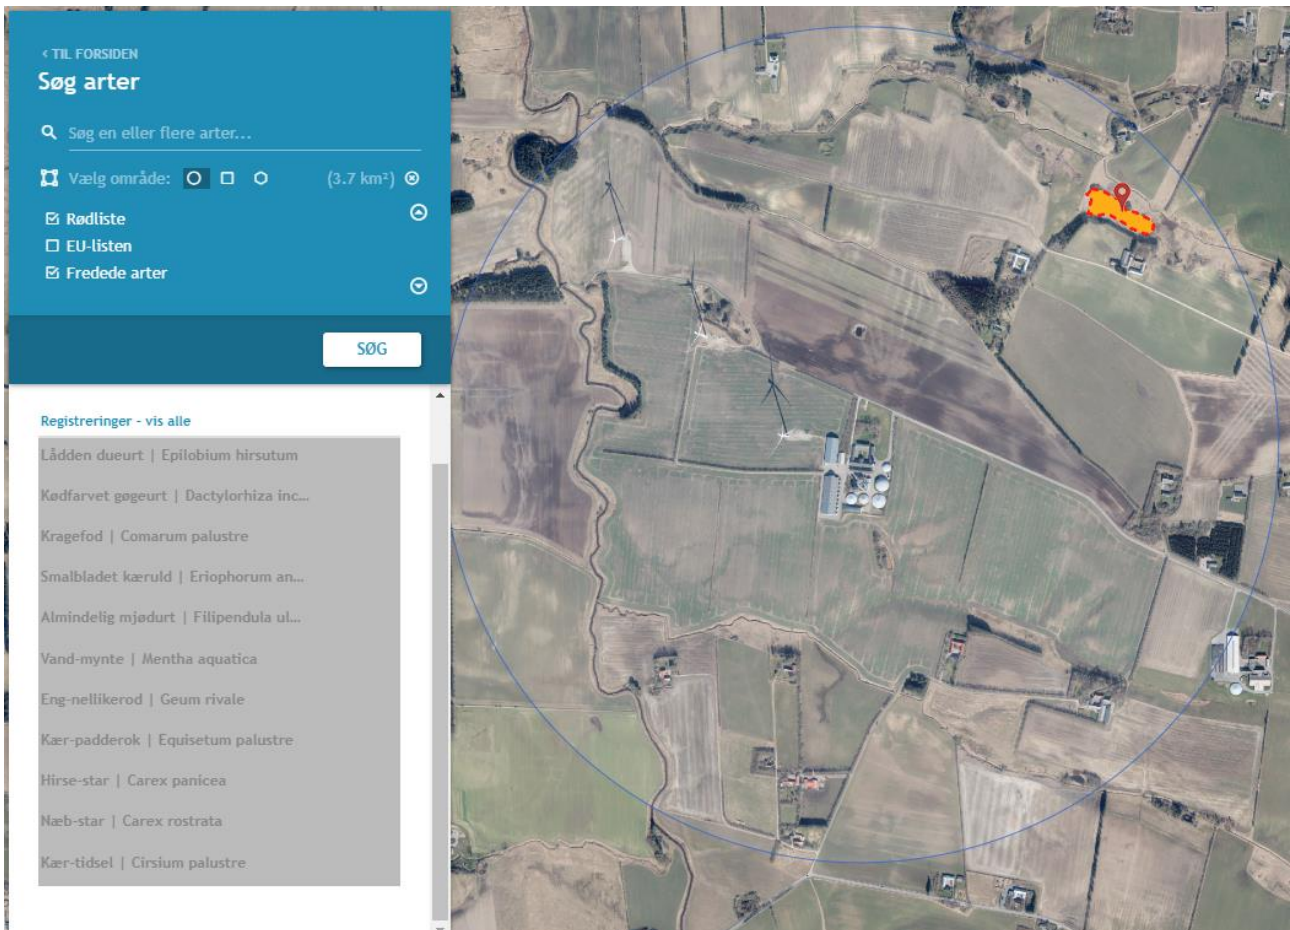 ‹ TIL FORSIDEN
Søg arter
Søg en eller flere arter...
Vælg område: (3.7 km²)
Rødliste
EU-listen
Fredede arter
SØG
Registreringer - vis alle
Lådden dueurt | Epilobium hirsutum
Kødfarvet gøgeurt | Dactylorhiza inc...
Kragefod | Comarum palustre
Smalbladet kæruld | Eriophorum an...
Almindelig mjødurt | Filipendula ul...
Vand-mynte | Mentha aquatica
Eng-nellikerod | Geum rivale
Kær-padderok | Equisetum palustre
Hirse-star | Carex panicea
Næb-star | Carex rostrata
Kær-tidsel | Cirsium palustre